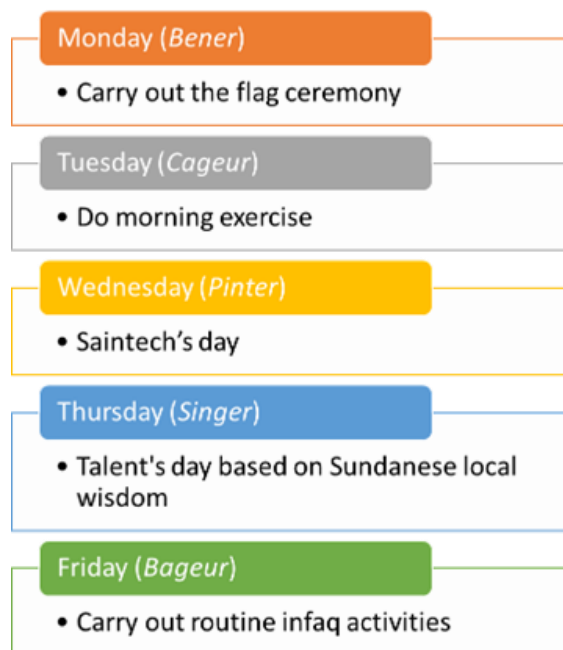 Monday (Bener)
• Carry out the flag ceremony
Tuesday (Cageur)
• Do morning exercise
Wednesday (Pinter)
• Saintech’s day
Thursday (Singer)
• Talent's day based on Sundanese local
wisdom
Friday (Bageur)
• Carry out routine infaq activities